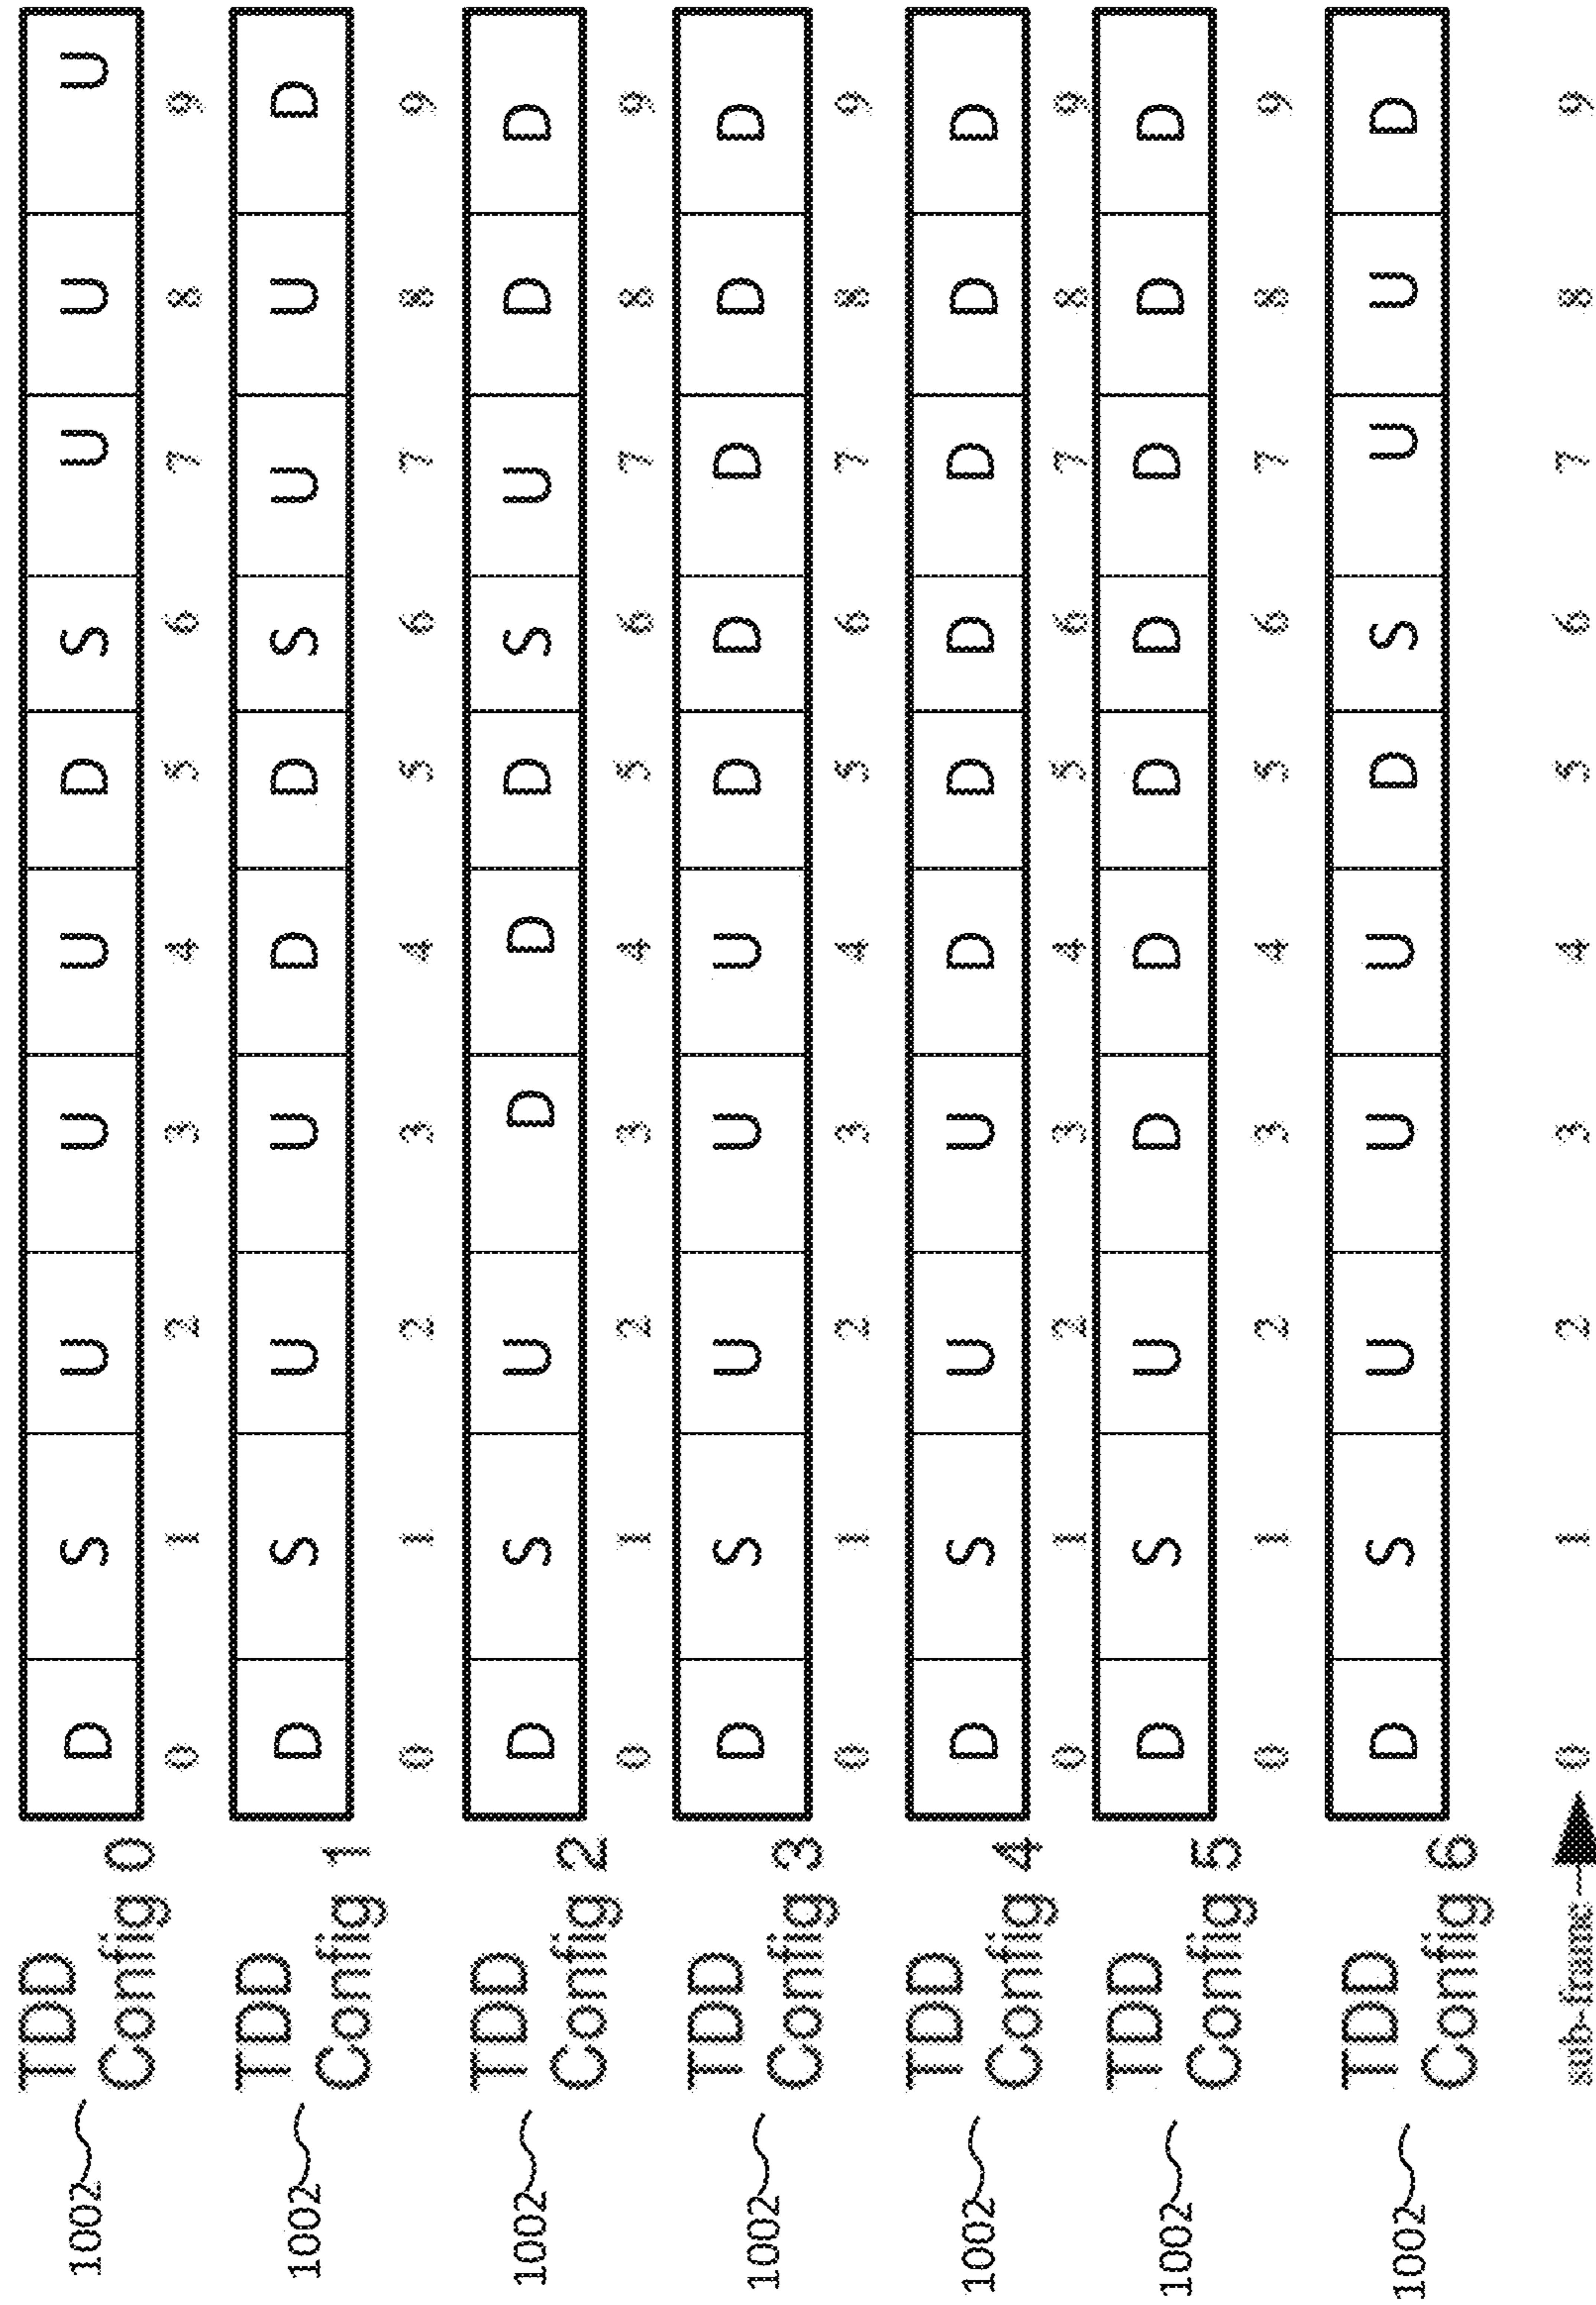 1002 TDD Config 0 D S U U U D S U U U
0 1 2 3 4 5 6 7 8 9
1002 TDD Config 1 D S U U D D S U U D
0 1 2 3 4 5 6 7 8 9
1002 TDD Config 2 D S U D D D S U D D
0 1 2 3 4 5 6 7 8 9
1002 TDD Config 3 D S U U U D D D D D
0 1 2 3 4 5 6 7 8 9
1002 TDD Config 4 D S U U D D D D D D
0 1 2 3 4 5 6 7 8 9
1002 TDD Config 5 D S U D D D D D D D
0 1 2 3 4 5 6 7 8 9
1002 TDD Config 6 D S U U U D S U U D
sub-frame 0 1 2 3 4 5 6 7 8 9